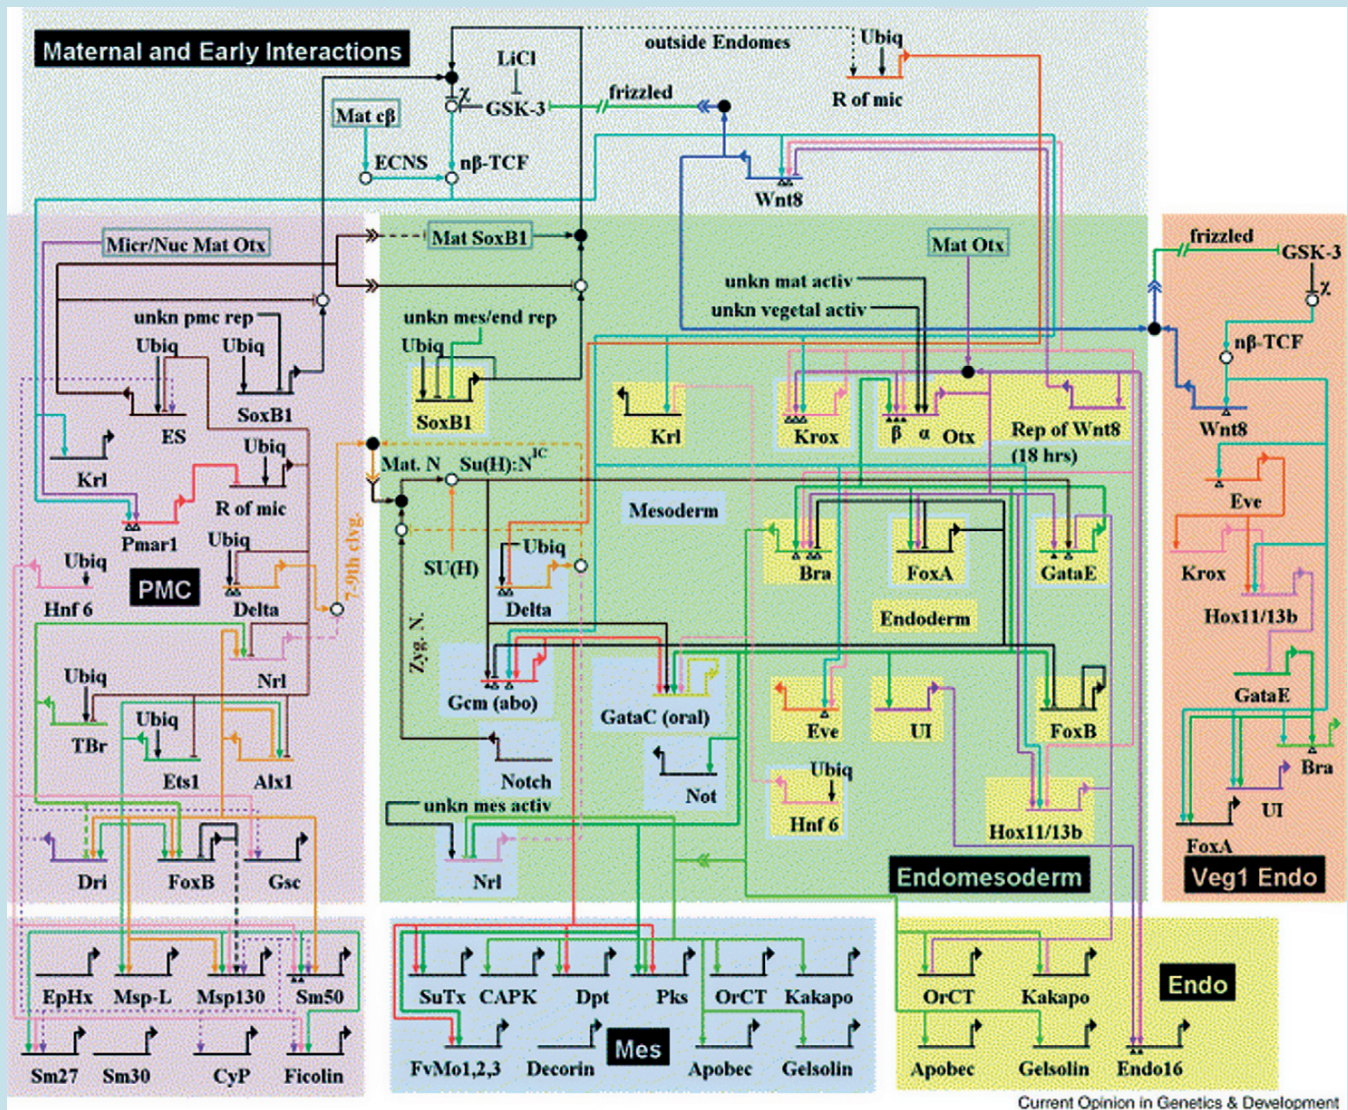 Maternal and Early Interactions
outside Endomes
Ubiq
R of mic
LiCl
χ
GSK-3
frizzled
Mat cβ
ECNS
nβ-TCF
Wnt8
Micr/Nuc Mat Otx
Mat SoxB1
Mat Otx
frizzled
GSK-3
χ
nβ-TCF
Wnt8
unkn mat activ
unkn vegetal activ
unkn pmc rep
Ubiq
Ubiq
ES
SoxB1
unkn mes/end rep
Ubiq
SoxB1
Krl
Krox
β α Otx
Rep of Wnt8
(18 hrs)
Krl
Ubiq
R of mic
Pmar1
Mat. N
Su(H):N
IC
SU(H)
7-9th clvg.
Zyg. N.
Ubiq
Hnf 6
PMC
Ubiq
Delta
Nrl
Ubiq
TBr
Ubiq
Ets1
Alx1
Dri
FoxB
Gsc
Mesoderm
Ubiq
Delta
Bra
FoxA
GataE
Endoderm
Gcm (abo)
GataC (oral)
Eve
UI
FoxB
Notch
Not
unkn mes activ
Nrl
Ubiq
Hnf 6
Hox11/13b
Endomesoderm
Eve
Krox
Hox11/13b
GataE
Bra
UI
FoxA
Veg1 Endo
EpHx
Msp-L
Msp130
Sm50
Sm27
Sm30
CyP
Ficolin
SuTx
CAPK
Dpt
Pks
OrCT
Kakapo
FvMo1,2,3
Decorin
Mes
Apobec
Gelsolin
OrCT
Kakapo
Endo
Apobec
Gelsolin
Endo16
Current Opinion in Genetics & Development